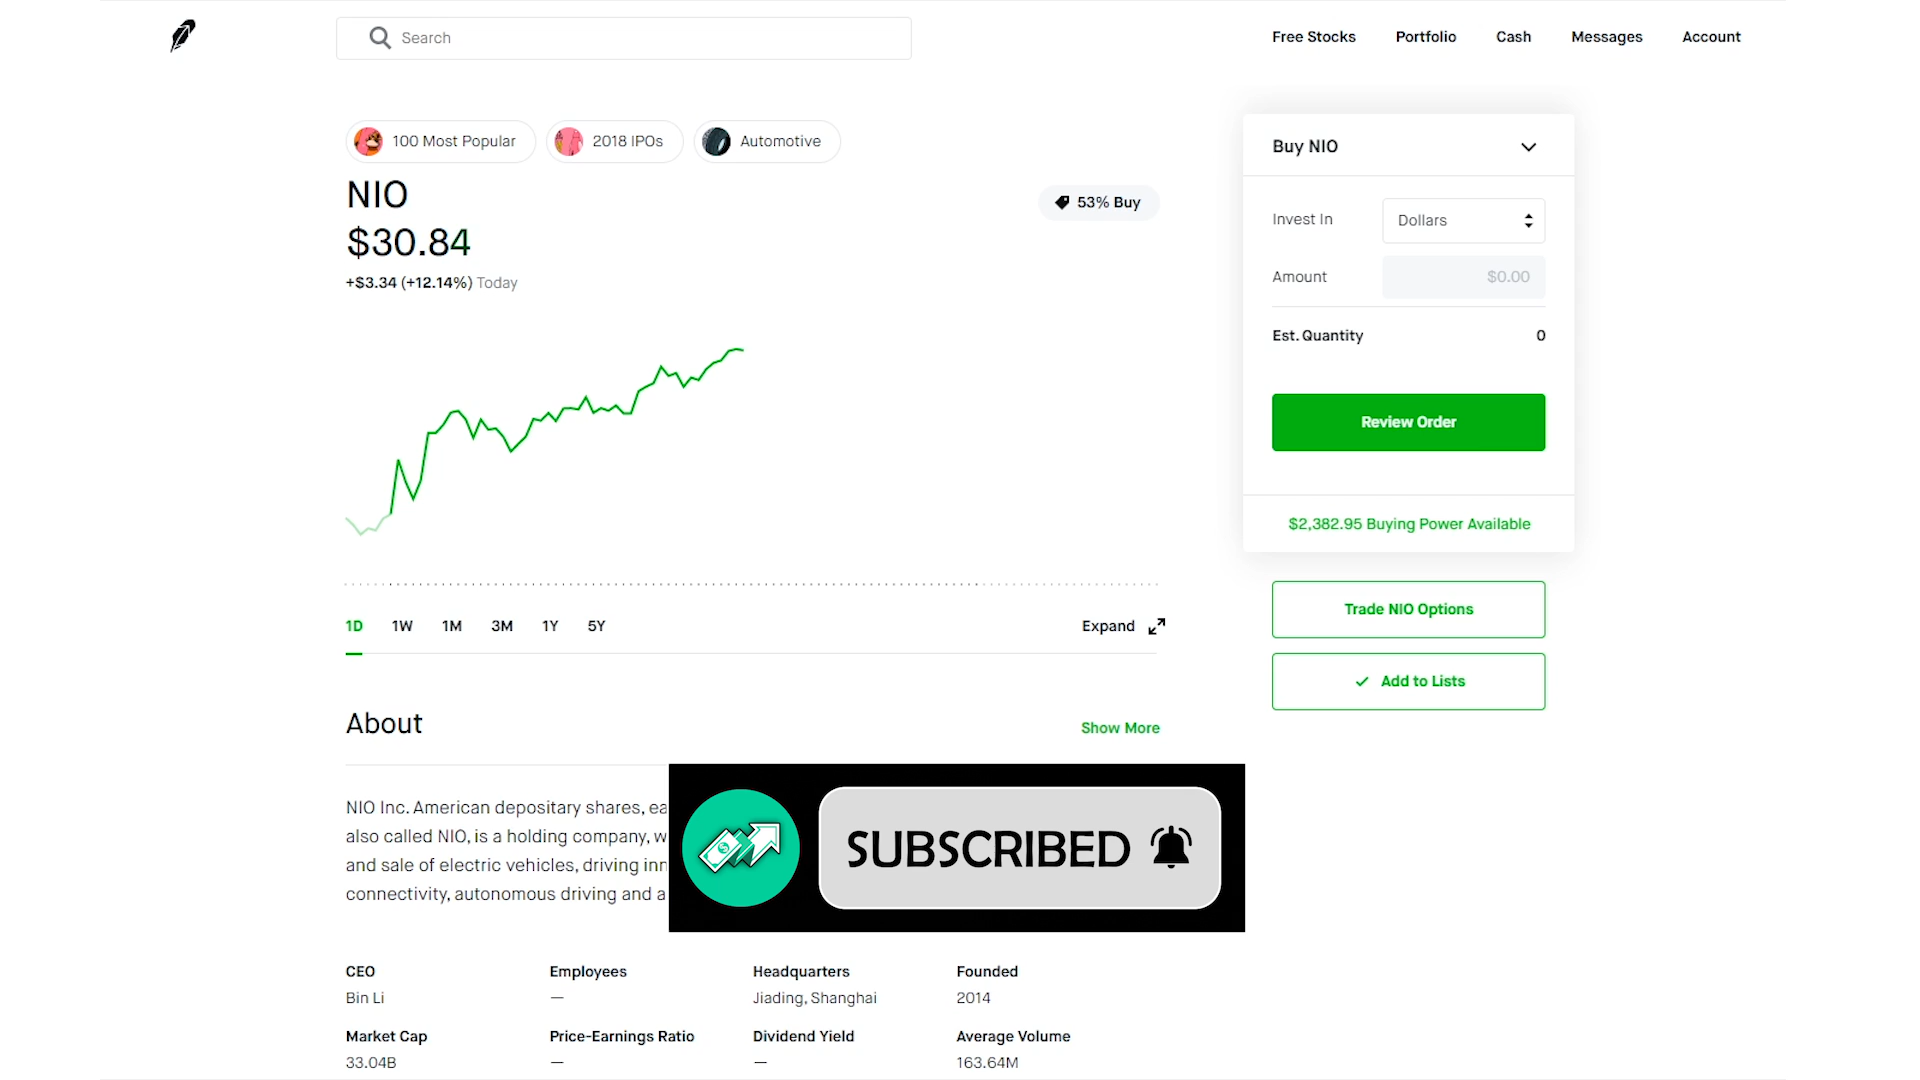 Search
Free Stocks
Portfolio
Cash
Messages
Account
100 Most Popular
2018 IPOs
Automotive
NIO
$30.84
+$3.34 (+12.14%) Today
53% Buy
Buy NIO
Invest In
Dollars
Amount
$0.00
Est. Quantity
0
Review Order
$2,382.95 Buying Power Available
Trade NIO Options
Add to Lists
1D 1W 1M 3M 1Y 5Y
Expand
About
Show More
NIO Inc. American depositary shares, ea
also called NIO, is a holding company, w
and sale of electric vehicles, driving inn
connectivity, autonomous driving and a
SUBSCRIBED
CEO
Bin Li
Employees
—
Headquarters
Jiading, Shanghai
Founded
2014
Market Cap
33.04B
Price-Earnings Ratio
—
Dividend Yield
—
Average Volume
163.64M